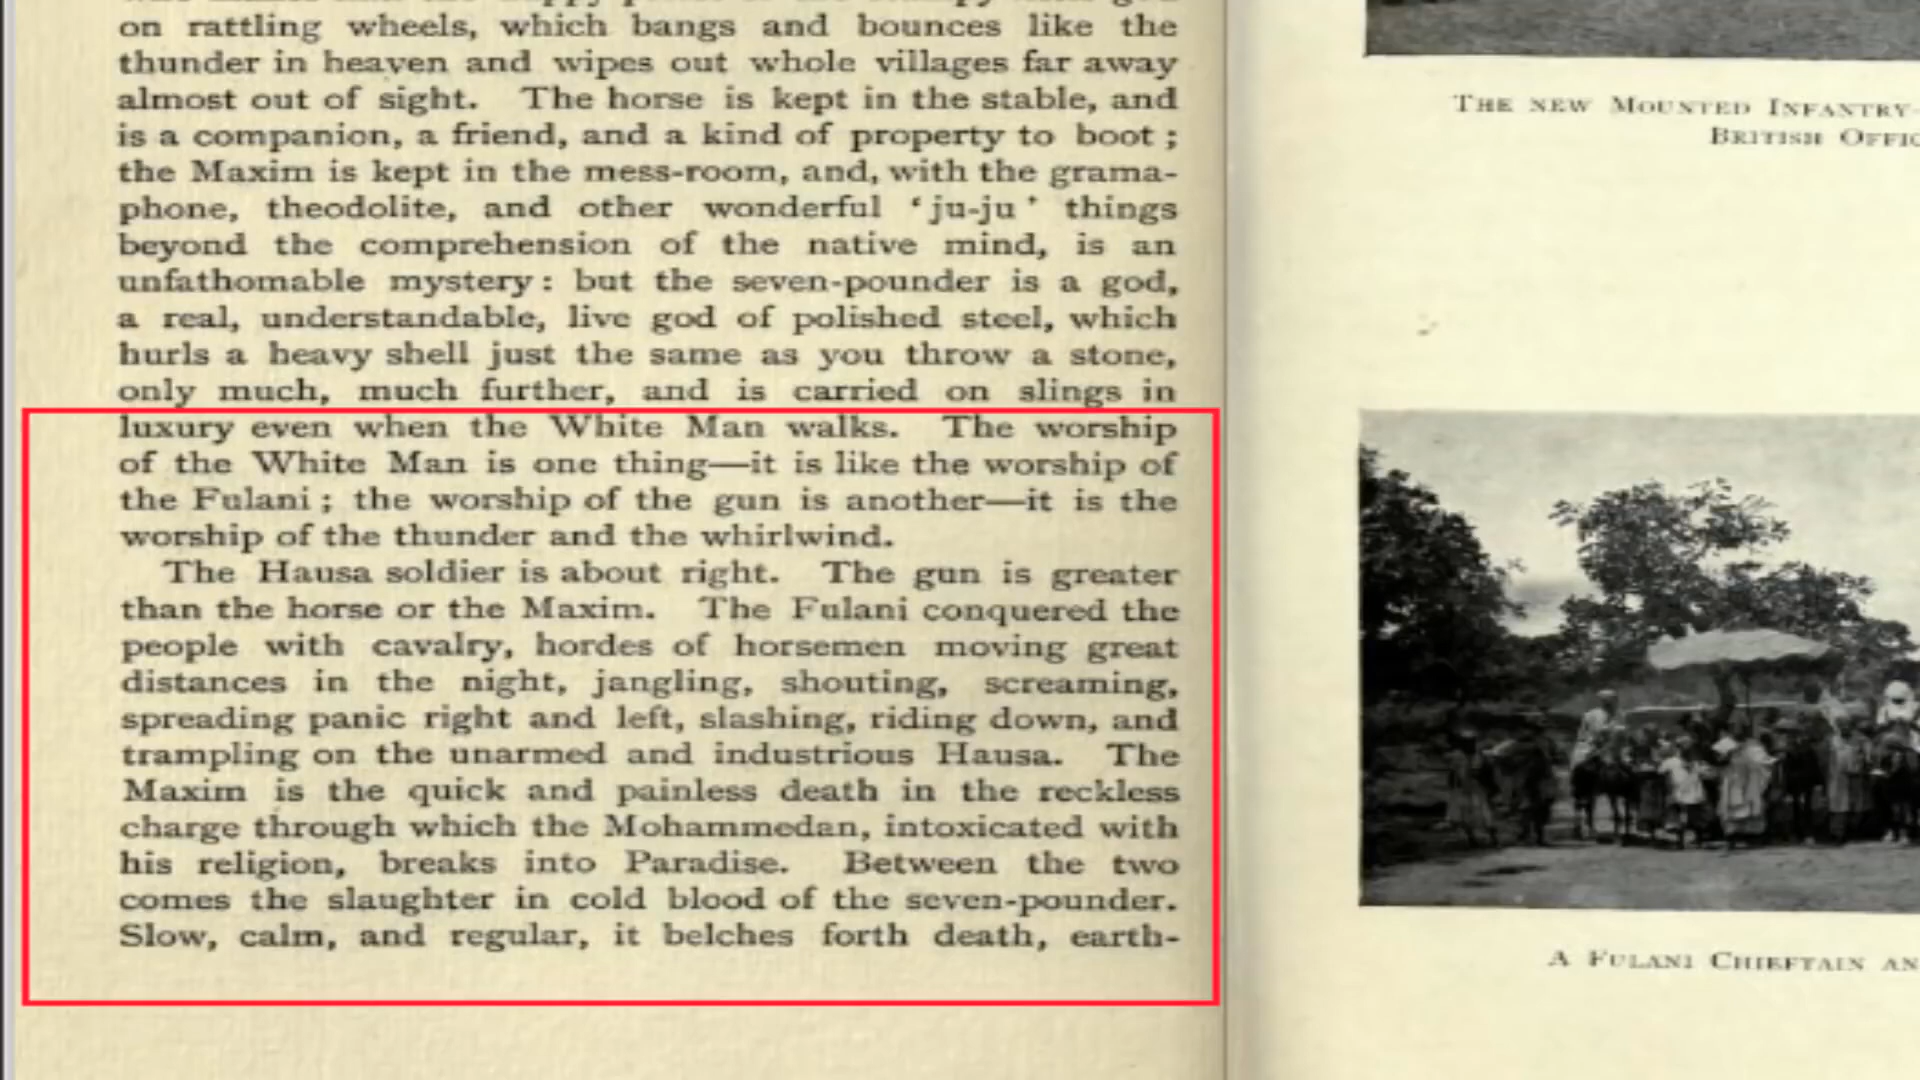 on rattling wheels, which bangs and bounces like the
thunder in heaven and wipes out whole villages far away
almost out of sight. The horse is kept in the stable, and
is a companion, a friend, and a kind of property to boot ;
the Maxim is kept in the mess-room, and, with the grama-
phone, theodolite, and other wonderful ‘ju-ju’ things
beyond the comprehension of the native mind, is an
unfathomable mystery : but the seven-pounder is a god,
a real, understandable, live god of polished steel, which
hurls a heavy shell just the same as you throw a stone,
only much, much further, and is carried on slings in
luxury even when the White Man walks. The worship
of the White Man is one thing—it is like the worship of
the Fulani ; the worship of the gun is another—it is the
worship of the thunder and the whirlwind.
The Hausa soldier is about right. The gun is greater
than the horse or the Maxim. The Fulani conquered the
people with cavalry, hordes of horsemen moving great
distances in the night, jangling, shouting, screaming,
spreading panic right and left, slashing, riding down, and
trampling on the unarmed and industrious Hausa. The
Maxim is the quick and painless death in the reckless
charge through which the Mohammedan, intoxicated with
his religion, breaks into Paradise. Between the two
comes the slaughter in cold blood of the seven-pounder.
Slow, calm, and regular, it belches forth death, earth-
THE NEW MOUNTED INFANTRY-
BRITISH OFFIC
A FULANI CHIEFTAIN AN